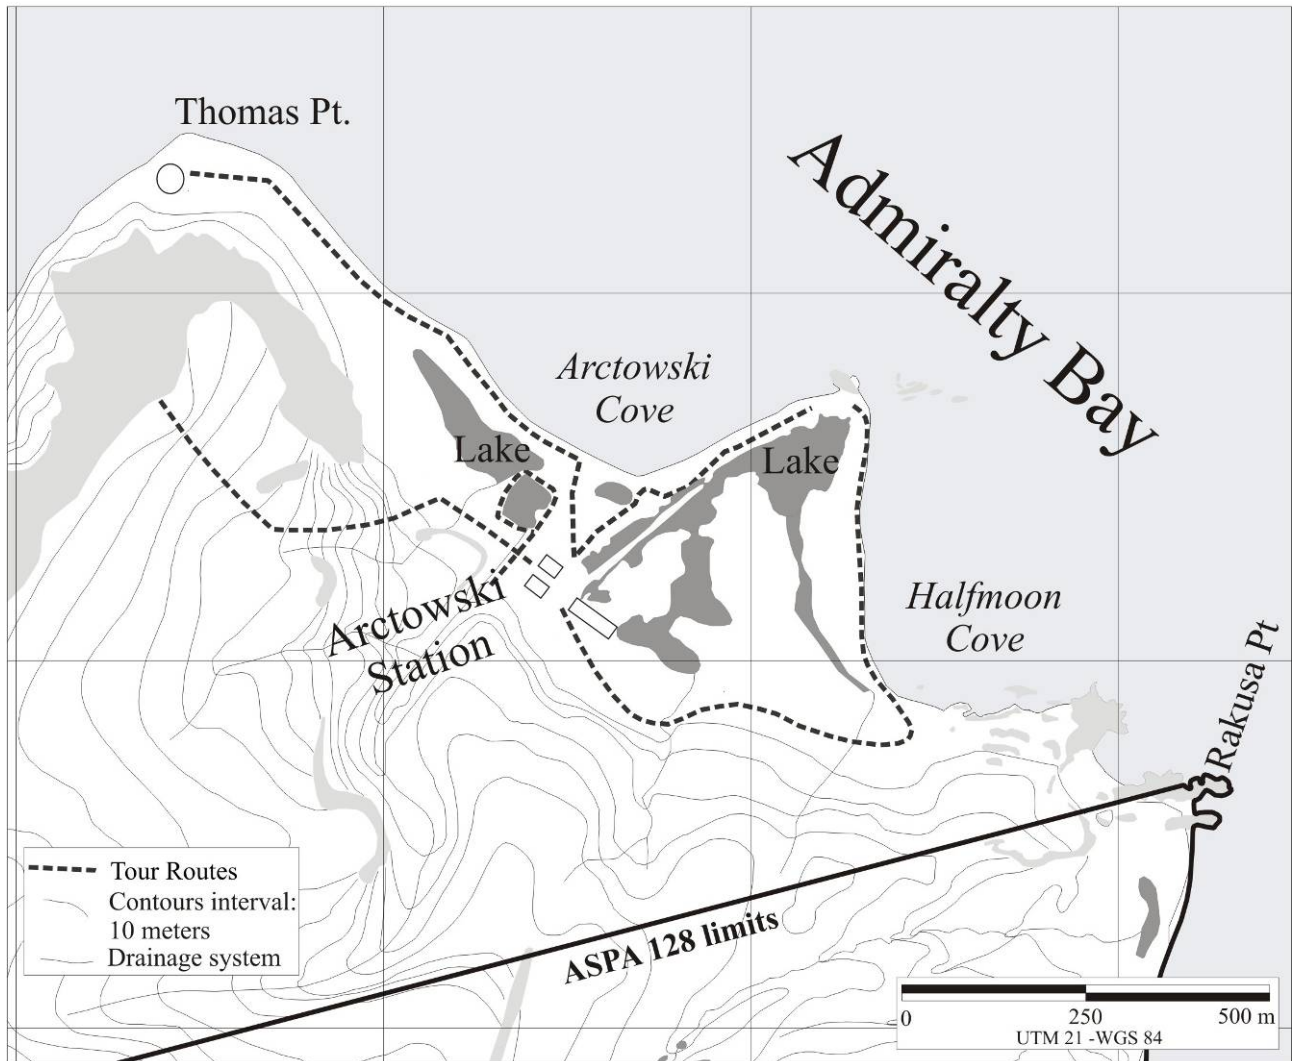 Thomas Pt.
Admiralty Bay
Arctowski
Cove
Lake
Lake
Arctowski
Station
Halfmoon
Cove
Rakusa Pt
Tour Routes
Contours interval:
10 meters
Drainage system
ASPA 128 limits
0 250 500 m
UTM 21 -WGS 84